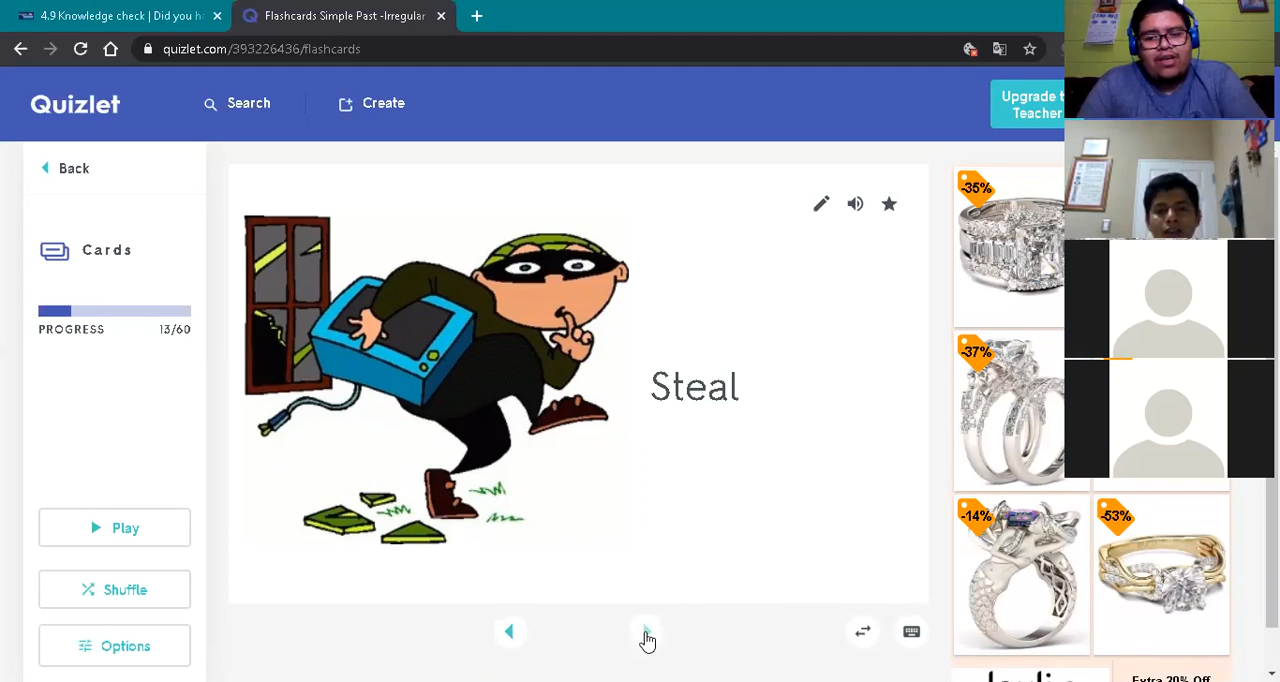 4.9 Knowledge check | Did you h
Flashcards Simple Past -Irregular
quizlet.com/393226436/flashcards
Quizlet
Search
Create
Upgrade t
Teacher
Back
Cards
PROGRESS 13/60
Play
Shuffle
Options
Steal
-35%
-37%
-14%
-53%
Extra 20% Off